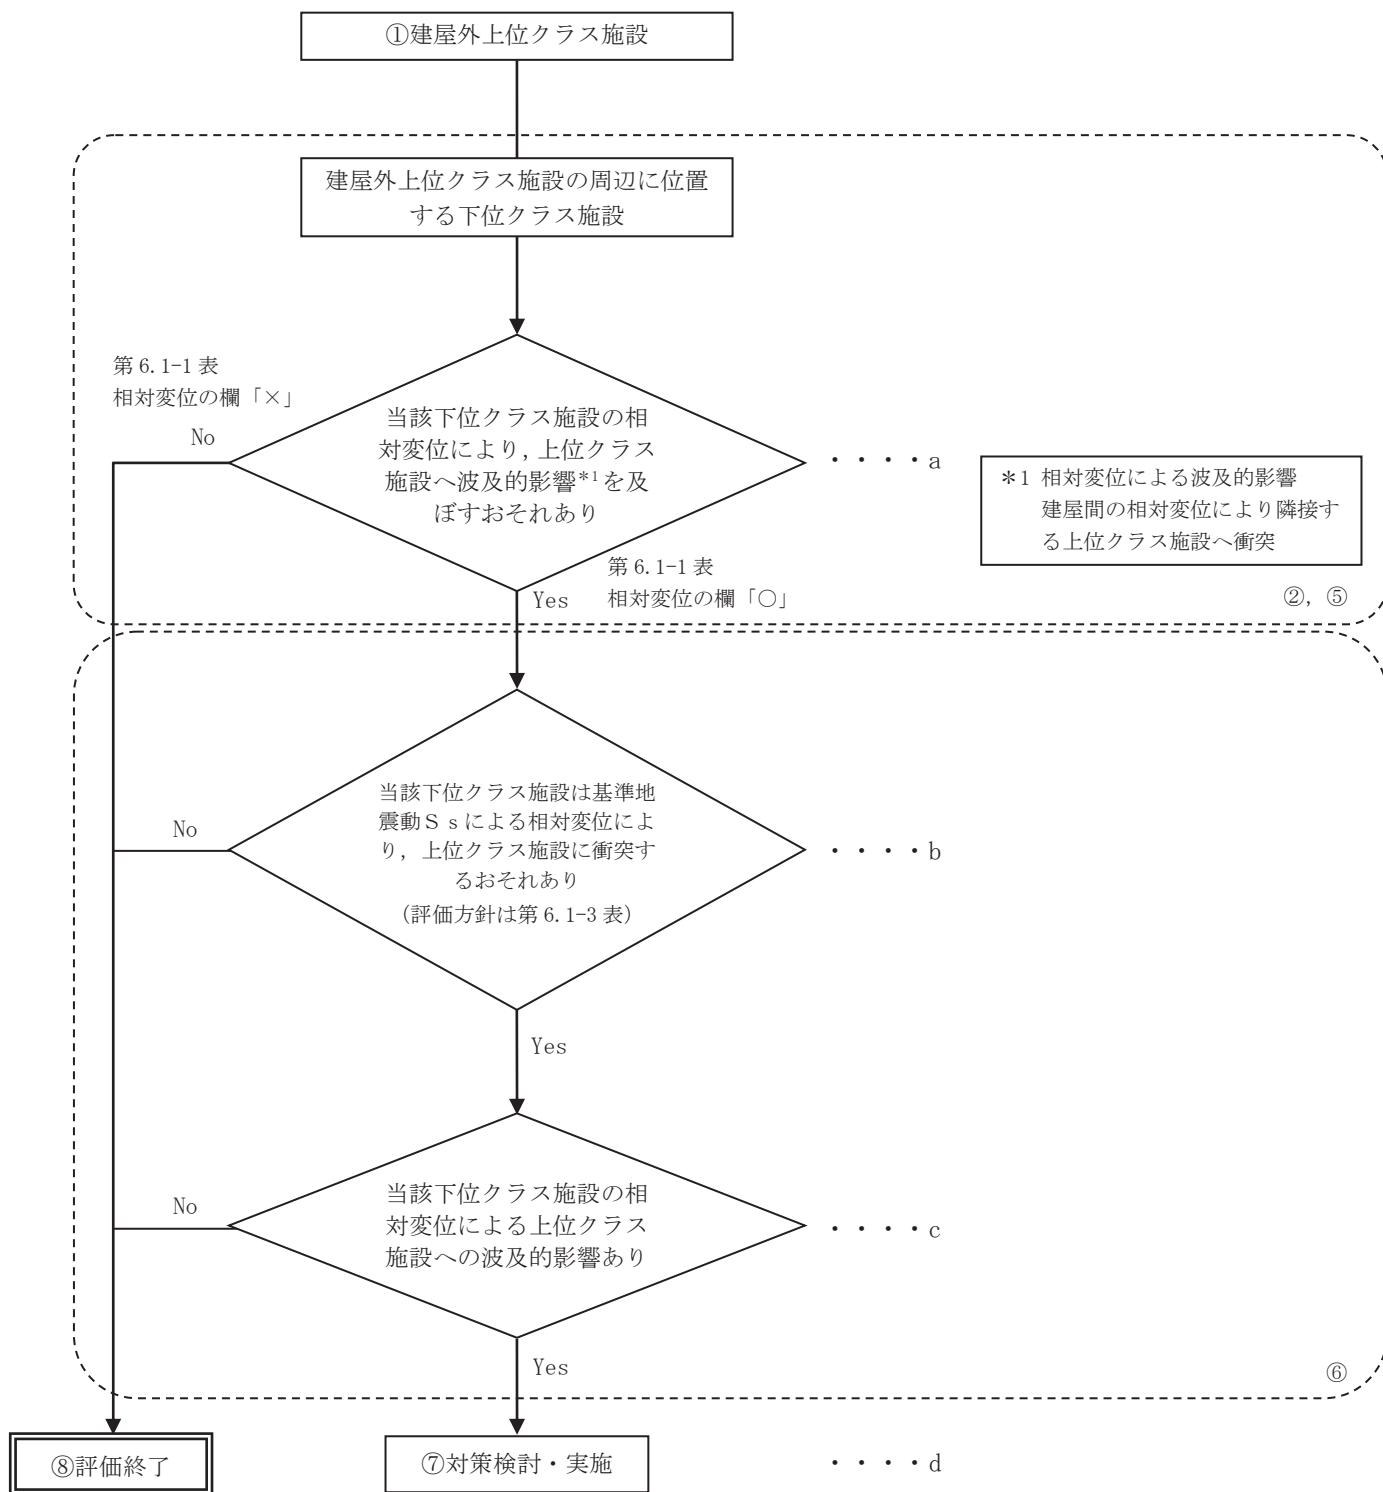 ①建屋外上位クラス施設
建屋外上位クラス施設の周辺に位置
する下位クラス施設
第 6.1-1 表
相対変位の欄「×」
No
当該下位クラス施設の相
対変位により，上位クラス
施設へ波及的影響*1を及
ぼすおそれあり
・・・・a
＊1 相対変位による波及的影響
建屋間の相対変位により隣接す
る上位クラス施設へ衝突
第 6.1-1 表
相対変位の欄「○」
Yes
②，⑤
当該下位クラス施設は基準地
震動Ｓｓによる相対変位によ
り，上位クラス施設に衝突す
るおそれあり
（評価方針は第 6.1-3 表）
No
・・・・b
Yes
当該下位クラス施設の相
対変位による上位クラス
施設への波及的影響あり
No
・・・・c
Yes
⑥
⑧評価終了
⑦対策検討・実施
・・・・d